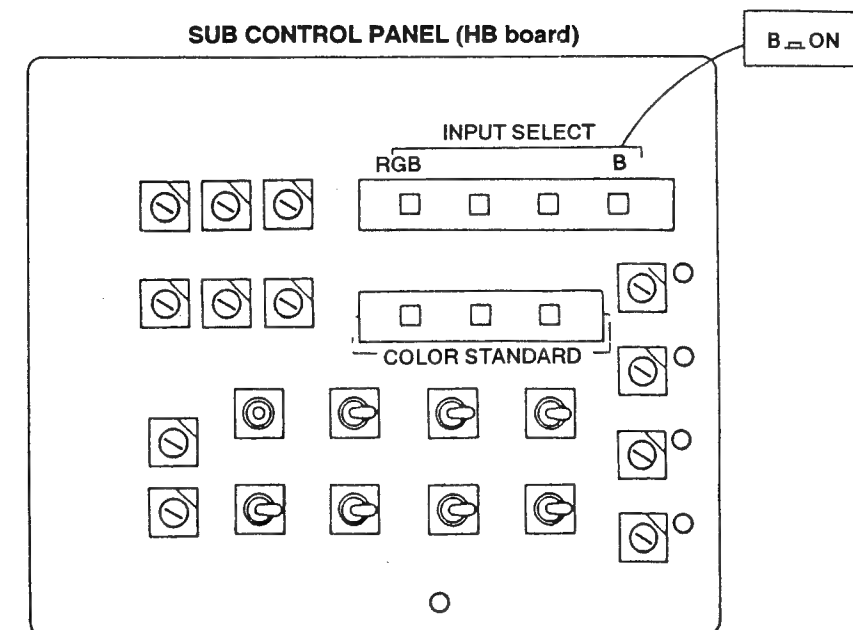 SUB CONTROL PANEL (HB board)
B ON
INPUT SELECT
RGB B
COLOR STANDARD